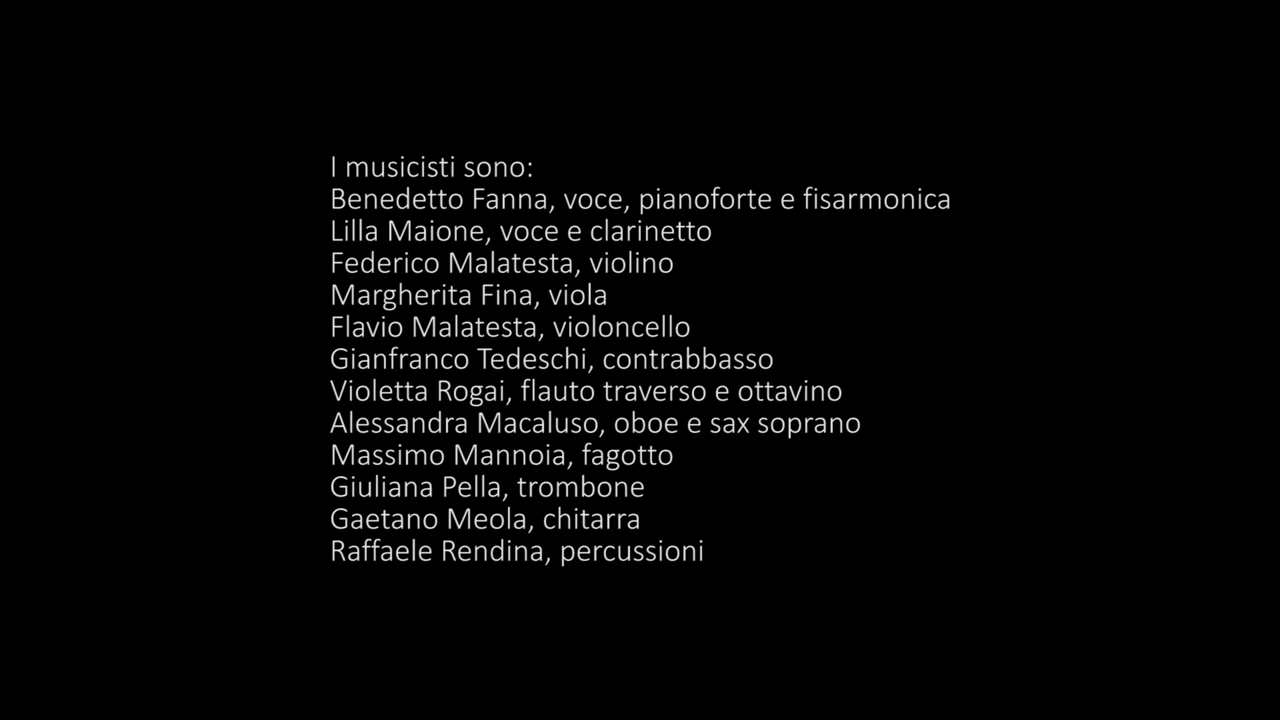 I musicisti sono:
Benedetto Fanna, voce, pianoforte e fisarmonica
Lilla Maione, voce e clarinetto
Federico Malatesta, violino
Margherita Fina, viola
Flavio Malatesta, violoncello
Gianfranco Tedeschi, contrabbasso
Violetta Rogai, flauto traverso e ottavino
Alessandra Macaluso, oboe e sax soprano
Massimo Mannoia, fagotto
Giuliana Pella, trombone
Gaetano Meola, chitarra
Raffaele Rendina, percussioni